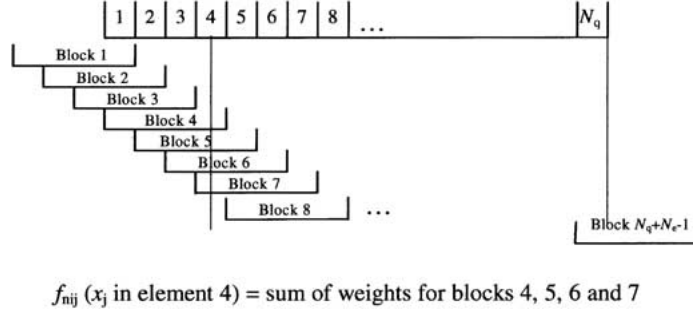 1 2 3 4 5 6 7 8 ... Nq
Block 1
Block 2
Block 3
Block 4
Block 5
Block 6
Block 7
Block 8 ...
Block Nq+Ne-1
fnij (xj in element 4) = sum of weights for blocks 4, 5, 6 and 7